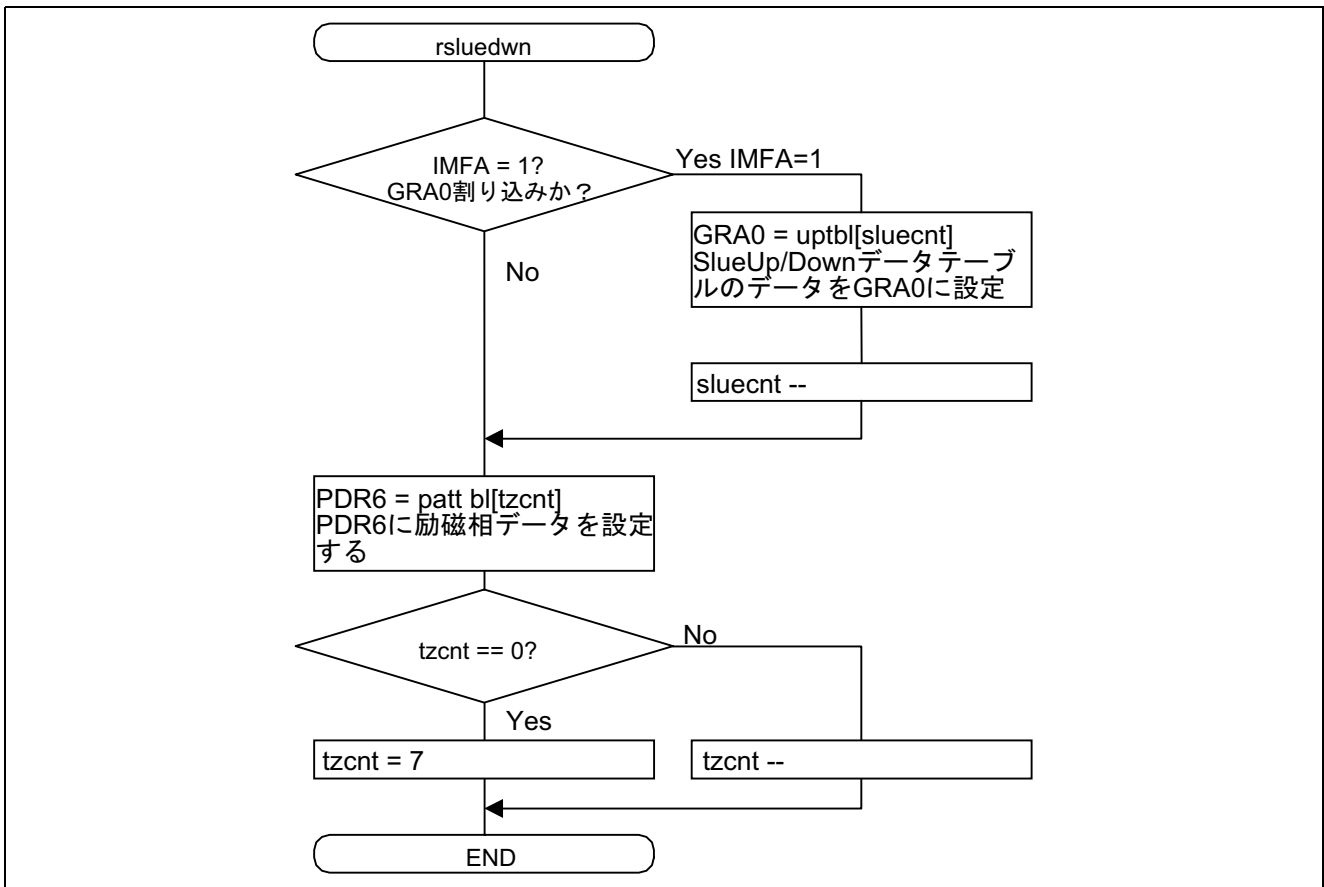 rsluedwn
IMFA = 1?
GRA0割り込みか？
Yes IMFA=1
GRA0 = uptbl[sluecnt]
SlueUp/Downデータテーブ
ルのデータをGRA0に設定
No
sluecnt --
PDR6 = patt bl[tzcnt]
PDR6に励磁相データを設定
する
tzcnt == 0?
No
Yes
tzcnt = 7
tzcnt --
END